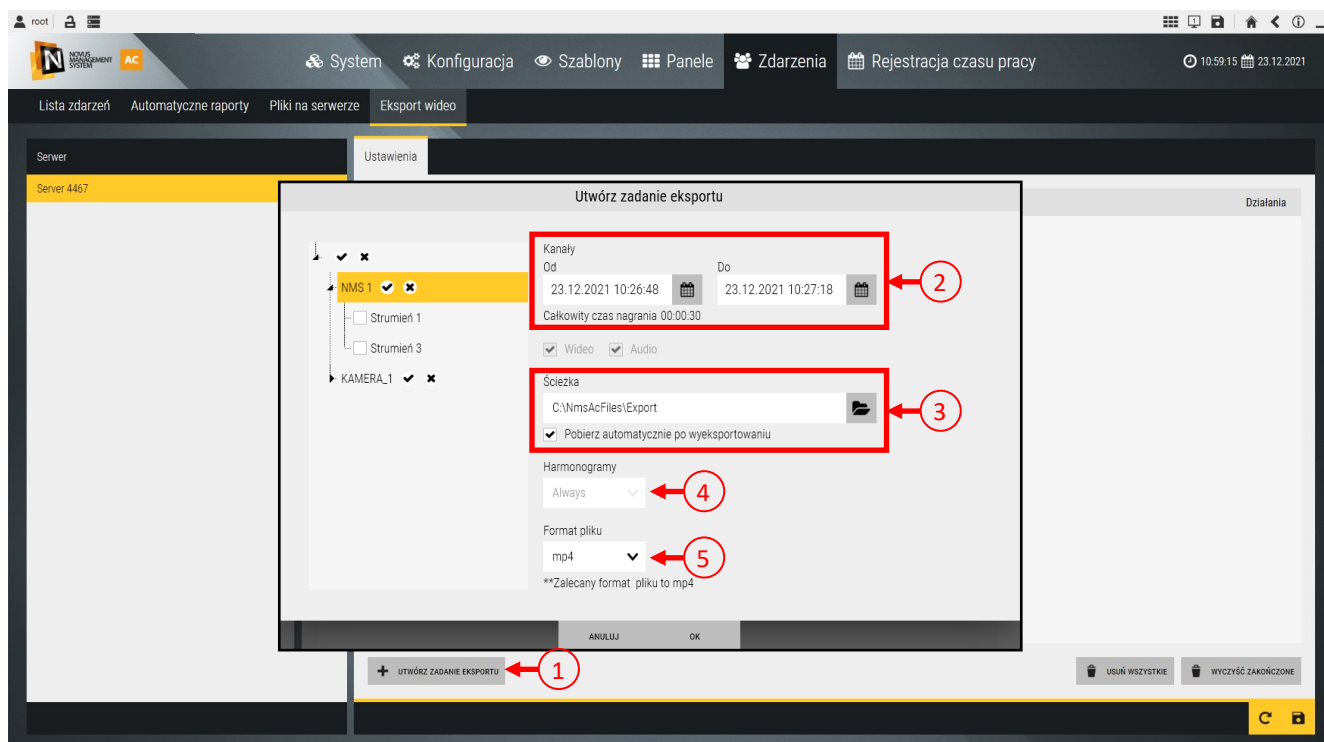 root
1
NOVUS
MANAGEMENT
SYSTEM
N
AC
System Konfiguracja Szablony Panele Zdarzenia Rejestracja czasu pracy
10:59:15 23.12.2021
Lista zdarzeń Automatyczne raporty Pliki na serwerze Eksport wideo
Serwer
Ustawienia
Server 4467
Działania
Utwórz zadanie eksportu
NMS 1
Strumień 1
Strumień 3
KAMERA_1
Kanały
Od Do
23.12.2021 10:26:48 23.12.2021 10:27:18
Całkowity czas nagrania 00:00:30
2
Wideo Audio
Ścieżka
C:\NmsAcFiles\Export
Pobierz automatycznie po wyeksportowaniu
3
Harmonogramy
Always
4
Format pliku
mp4
5
**Zalecany format pliku to mp4
ANULUJ OK
UTWÓRZ ZADANIE EKSPORTU
1
USUŃ WSZYSTKIE WYCZYŚĆ ZAKOŃCZONE